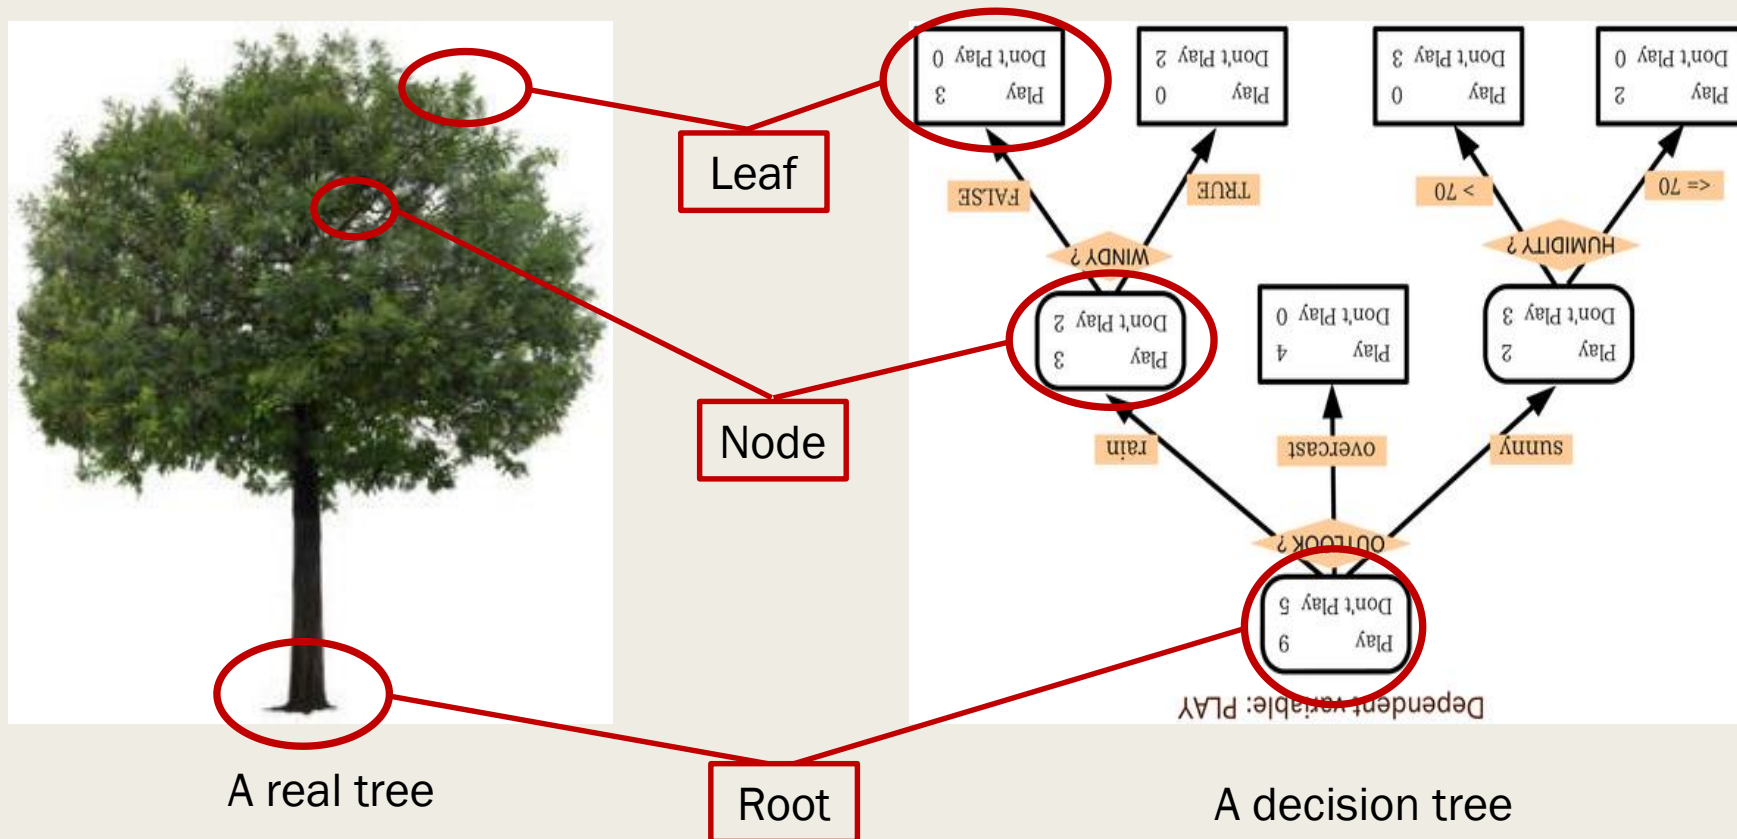 Leaf
Node
Root
A real tree
A decision tree
Dependent variable: PLAY
Play 9
Don't Play 5
OUTLOOK ?
sunny
overcast
rain
Play 2
Don't Play 3
Play 4
Don't Play 0
Play 3
Don't Play 2
HUMIDITY ?
WINDY ?
<= 70
> 70
TRUE
FALSE
Play 2
Don't Play 0
Play 0
Don't Play 3
Play 0
Don't Play 2
Play 3
Don't Play 0